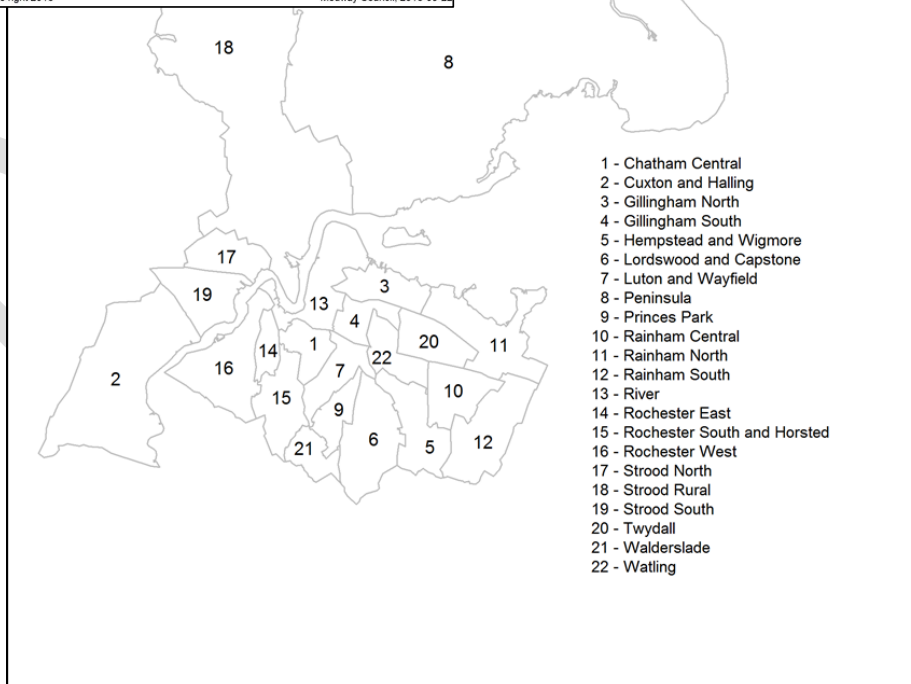 18
8
17
19
3
13
4
2
14
1
22
20
11
16
7
15
9
10
21
6
5
12
1 - Chatham Central
2 - Cuxton and Halling
3 - Gillingham North
4 - Gillingham South
5 - Hempstead and Wigmore
6 - Lordswood and Capstone
7 - Luton and Wayfield
8 - Peninsula
9 - Princes Park
10 - Rainham Central
11 - Rainham North
12 - Rainham South
13 - River
14 - Rochester East
15 - Rochester South and Horsted
16 - Rochester West
17 - Strood North
18 - Strood Rural
19 - Strood South
20 - Twydall
21 - Walderslade
22 - Watling